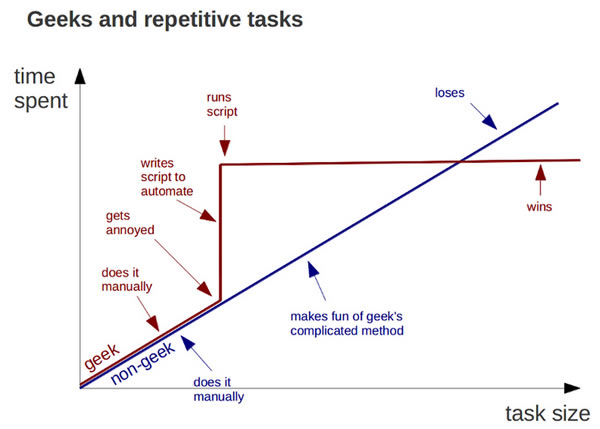 Geeks and repetitive tasks
time
spent
loses
runs
script
writes
script to
automate
wins
gets
annoyed
does it
manually
makes fun of geek's
complicated method
geek
non-geek
does it
manually
task size